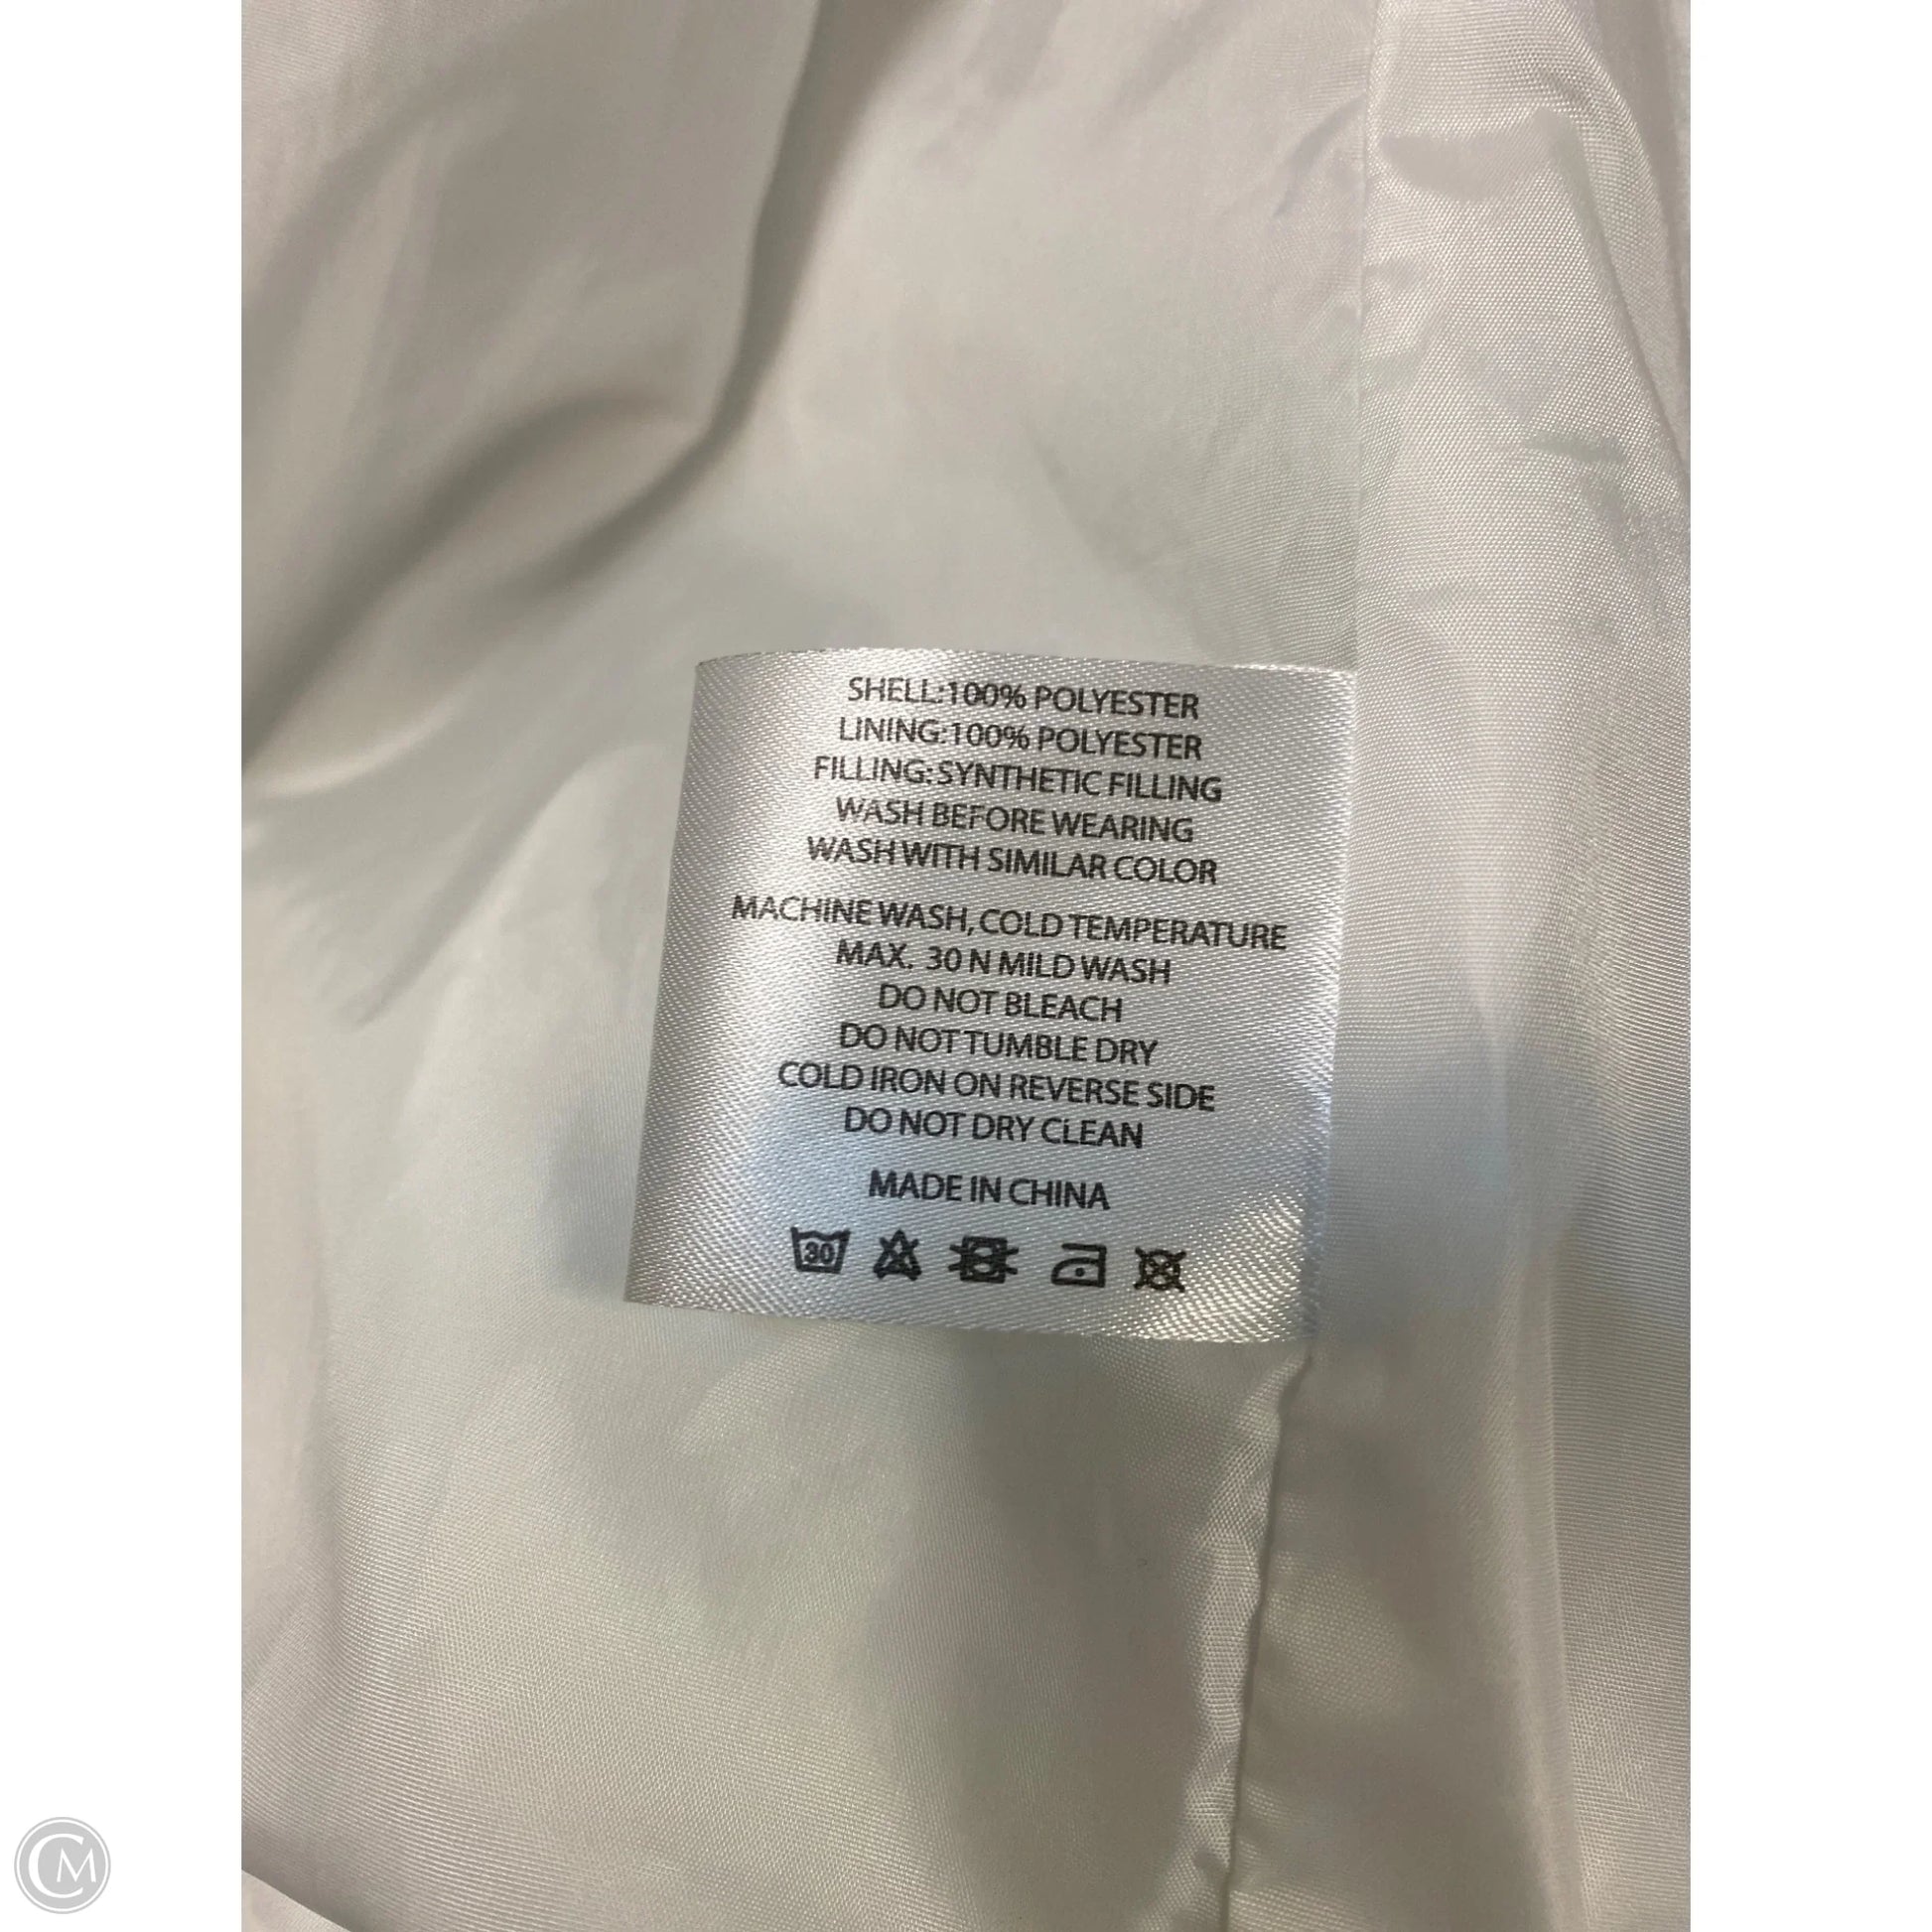 SHELL:100% POLYESTER
LINING:100% POLYESTER
FILLING: SYNTHETIC FILLING
WASH BEFORE WEARING
WASH WITH SIMILAR COLOR
MACHINE WASH, COLD TEMPERATURE
MAX. 30 N MILD WASH
DO NOT BLEACH
DO NOT TUMBLE DRY
COLD IRON ON REVERSE SIDE
DO NOT DRY CLEAN
MADE IN CHINA
30
CM